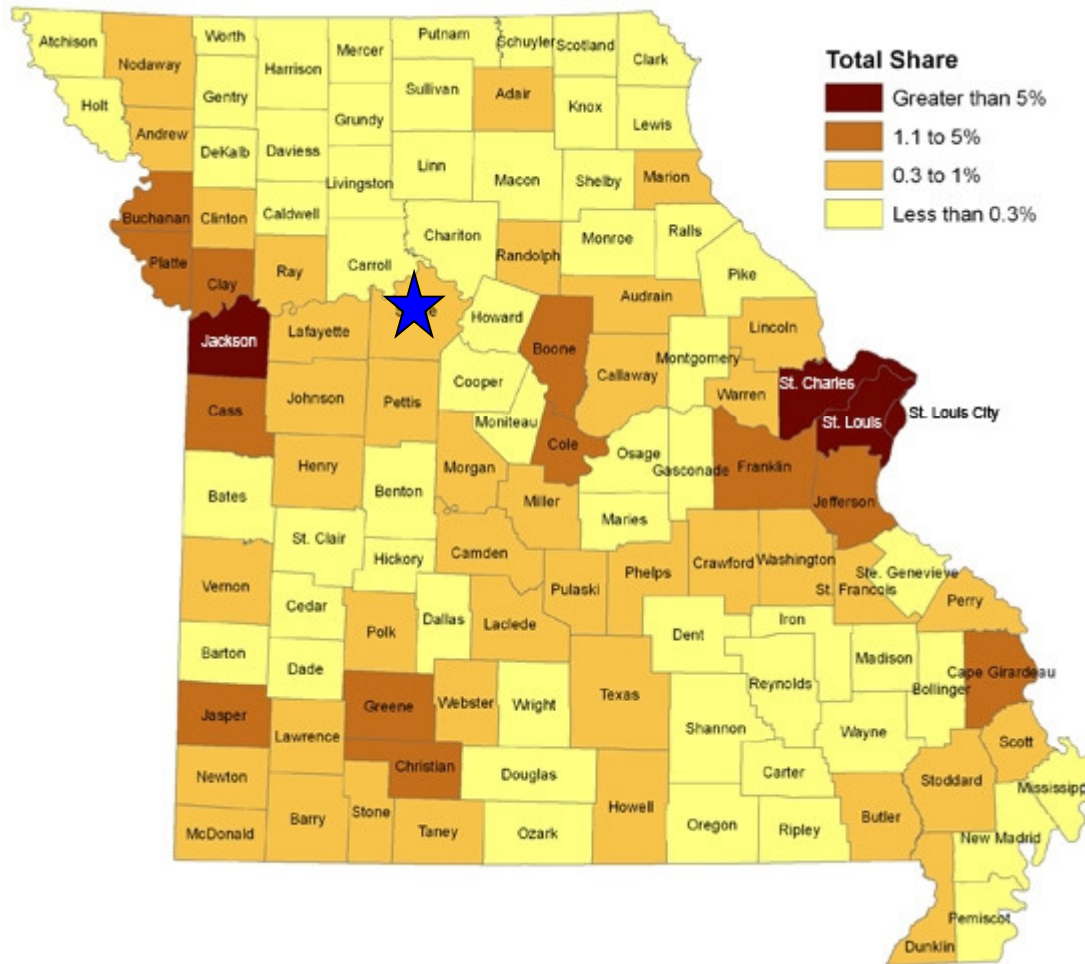 Total Share
Greater than 5%
1.1 to 5%
0.3 to 1%
Less than 0.3%
Atchison
Nodaway
Worth
Harrison
Mercer
Putnam
Schuyler
Scotland
Clark
Holt
Gentry
Sullivan
Adair
Knox
Lewis
Andrew
DeKalb
Daviess
Grundy
Linn
Macon
Shelby
Marion
Livingston
Buchanan
Clinton
Caldwell
Chariton
Monroe
Ralls
Platte
Clay
Ray
Carroll
Randolph
Pike
Audrain
Jackson
Lafayette
Howard
Boone
Callaway
Montgomery
Lincoln
Warren
St. Charles
St. Louis
St. Louis City
Cass
Johnson
Pettis
Cooper
Moniteau
Cole
Osage
Gasconade
Franklin
Jefferson
Bates
Henry
Benton
Morgan
Miller
Maries
St. Clair
Hickory
Camden
Pulaski
Phelps
Crawford
Washington
Ste. Genevieve
St. Francois
Perry
Vernon
Cedar
Polk
Dallas
Laclede
Dent
Iron
Madison
Bollinger
Cape Girardeau
Barton
Dade
Greene
Webster
Wright
Texas
Shannon
Reynolds
Wayne
Scott
Jasper
Lawrence
Christian
Douglas
Howell
Carter
Stoddard
Mississipp
Newton
McDonald
Barry
Stone
Taney
Ozark
Oregon
Ripley
Butler
New Madrid
Pemiscot
Dunklin